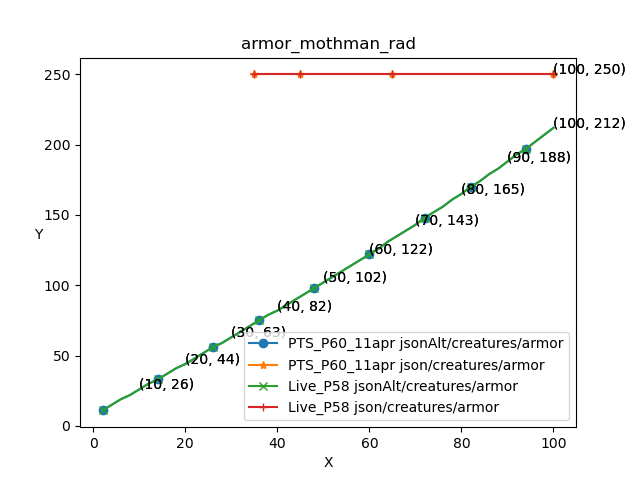 armor_mothman_rad
250
200
150
100
50
0
Y
(100, 250)
(100, 212)
(90, 188)
(80, 165)
(70, 143)
(60, 122)
(50, 102)
(40, 82)
(30, 63)
(20, 44)
(10, 26)
PTS_P60_11apr jsonAlt/creatures/armor
PTS_P60_11apr json/creatures/armor
Live_P58 jsonAlt/creatures/armor
Live_P58 json/creatures/armor
0 20 40 60 80 100
X